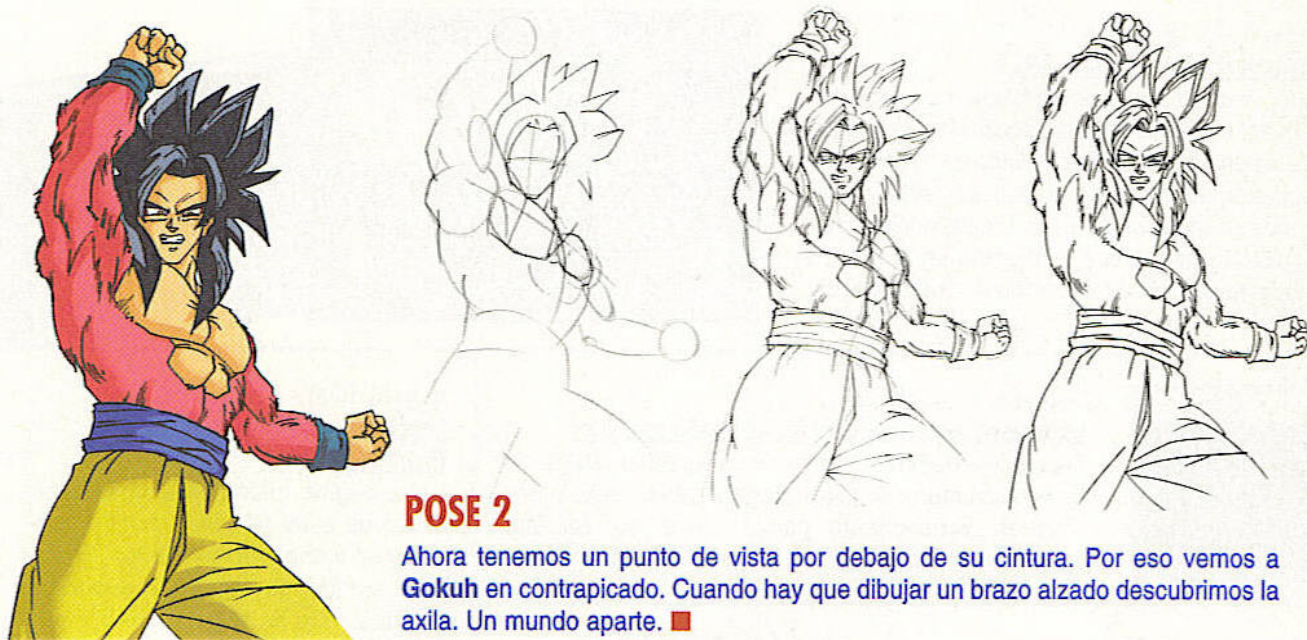 POSE 2
Ahora tenemos un punto de vista por debajo de su cintura. Por eso vemos a
Gokuh en contrapicado. Cuando hay que dibujar un brazo alzado descubrimos la
axila. Un mundo aparte.